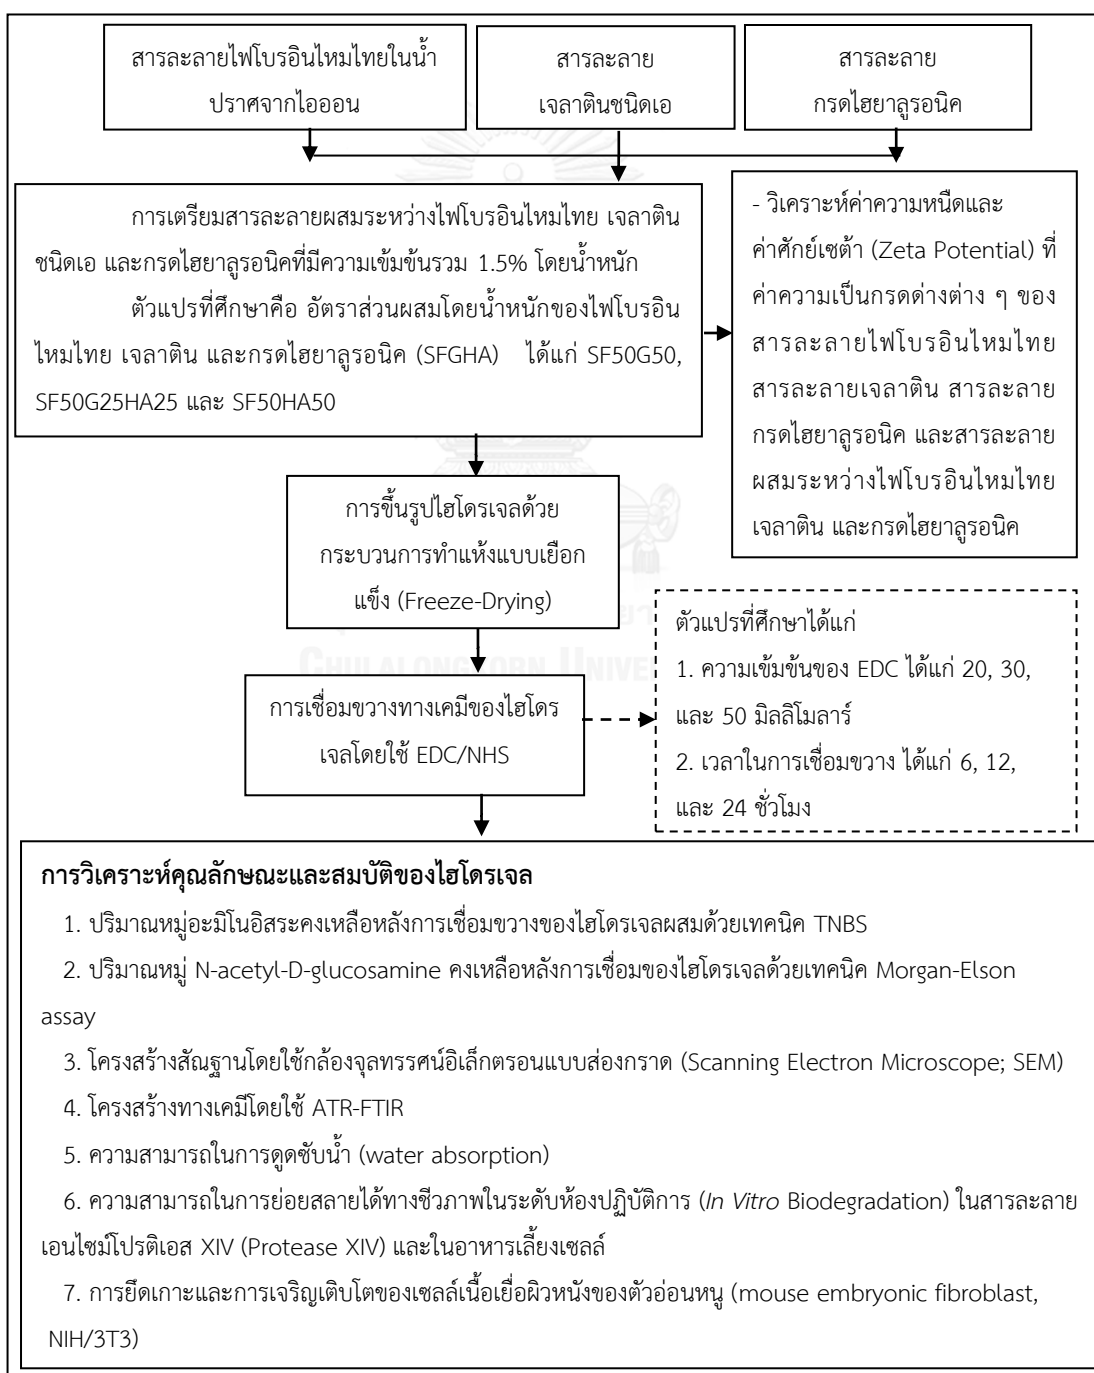 สารละลายไฟโบรอินไหมไทยในน้ำ
ปราศจากไอออน
สารละลาย
เจลาตินชนิดเอ
สารละลาย
กรดไฮยาลูรอนิค
การเตรียมสารละลายผสมระหว่างไฟโบรอินไหมไทย เจลาติน
ชนิดเอ และกรดไฮยาลูรอนิคที่มีความเข้มข้นรวม 1.5% โดยน้ำหนัก
ตัวแปรที่ศึกษาคือ อัตราส่วนผสมโดยน้ำหนักของไฟโบรอิน
ไหมไทย เจลาติน และกรดไฮยาลูรอนิค (SFGHA) ได้แก่ SF50G50,
SF50G25HA25 และ SF50HA50
- วิเคราะห์ค่าความหนืดและ
ค่าศักย์เซต้า (Zeta Potential) ที่
ค่าความเป็นกรดด่างต่าง ๆ ของ
สารละลายไฟโบรอินไหมไทย
สารละลายเจลาติน สารละลาย
กรดไฮยาลูรอนิค และสารละลาย
ผสมระหว่างไฟโบรอินไหมไทย
เจลาติน และกรดไฮยาลูรอนิค
การขึ้นรูปไฮโดรเจลด้วย
กระบวนการทำแห้งแบบเยือก
แข็ง (Freeze-Drying)
CHULALONGKORN UNIVE
การเชื่อมขวางทางเคมีของไฮโดร
เจลโดยใช้ EDC/NHS
ตัวแปรที่ศึกษาได้แก่
1. ความเข้มข้นของ EDC ได้แก่ 20, 30,
และ 50 มิลลิโมลาร์
2. เวลาในการเชื่อมขวาง ได้แก่ 6, 12,
และ 24 ชั่วโมง
การวิเคราะห์คุณลักษณะและสมบัติของไฮโดรเจล
1. ปริมาณหมู่อะมิโนอิสระคงเหลือหลังการเชื่อมขวางของไฮโดรเจลผสมด้วยเทคนิค TNBS
2. ปริมาณหมู่ N-acetyl-D-glucosamine คงเหลือหลังการเชื่อมของไฮโดรเจลด้วยเทคนิค Morgan-Elson
assay
3. โครงสร้างสัณฐานโดยใช้กล้องจุลทรรศน์อิเล็กตรอนแบบส่องกราด (Scanning Electron Microscope; SEM)
4. โครงสร้างทางเคมีโดยใช้ ATR-FTIR
5. ความสามารถในการดูดซับน้ำ (water absorption)
6. ความสามารถในการย่อยสลายได้ทางชีวภาพในระดับห้องปฏิบัติการ (In Vitro Biodegradation) ในสารละลาย
เอนไซม์โปรติเอส XIV (Protease XIV) และในอาหารเลี้ยงเซลล์
7. การยึดเกาะและการเจริญเติบโตของเซลล์เนื้อเยื่อผิวหนังของตัวอ่อนหนู (mouse embryonic fibroblast,
NIH/3T3)